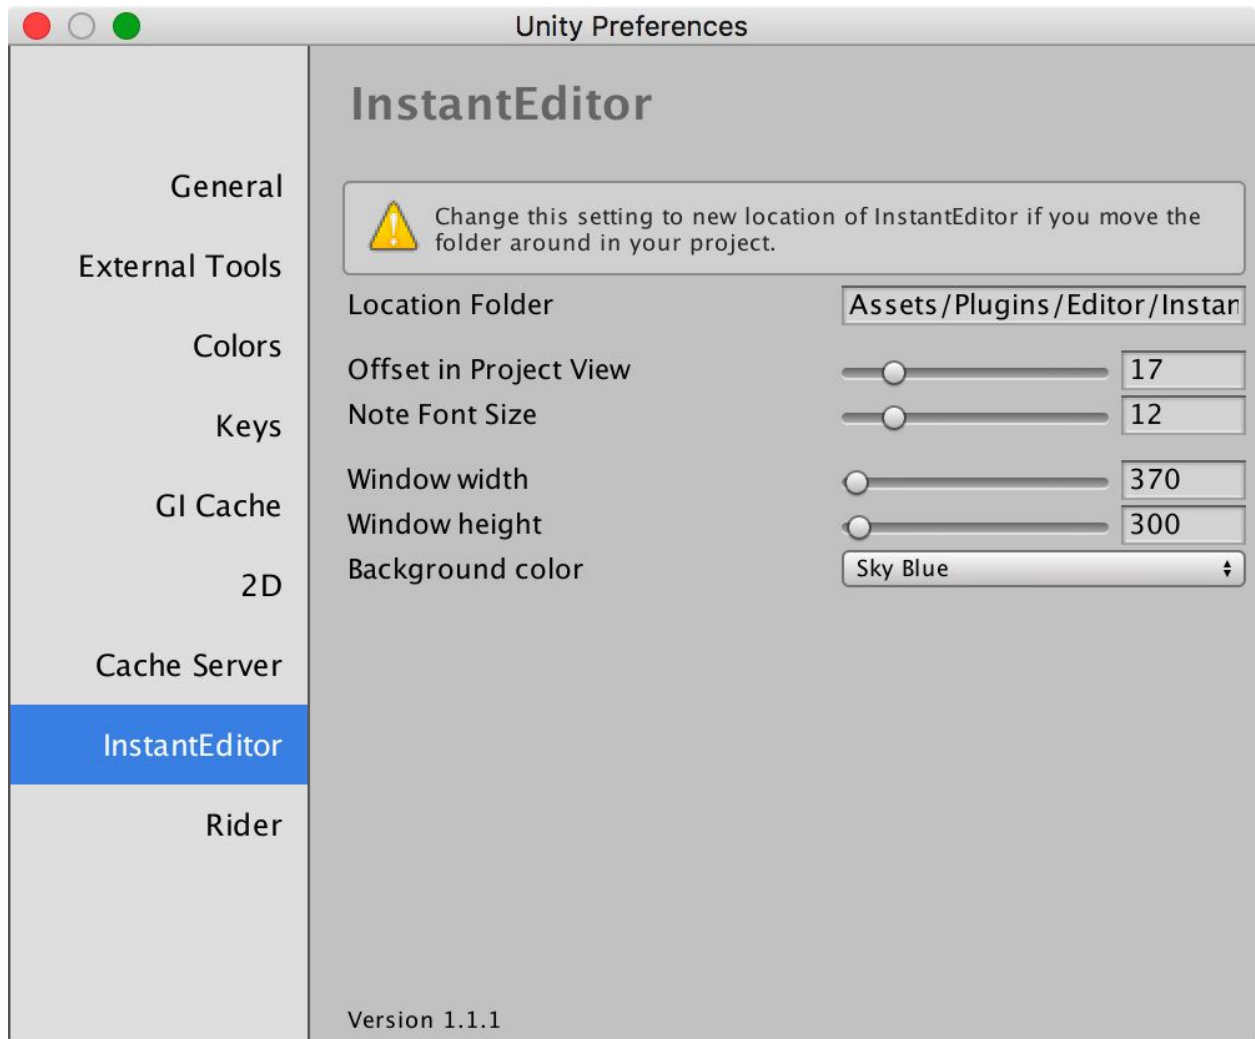 Unity Preferences
General
External Tools
Colors
Keys
GI Cache
2D
Cache Server
InstantEditor
Rider
InstantEditor
Change this setting to new location of InstantEditor if you move the
folder around in your project.
Location Folder Assets/Plugins/Editor/Instan
Offset in Project View 17
Note Font Size 12
Window width 370
Window height 300
Background color Sky Blue
Version 1.1.1